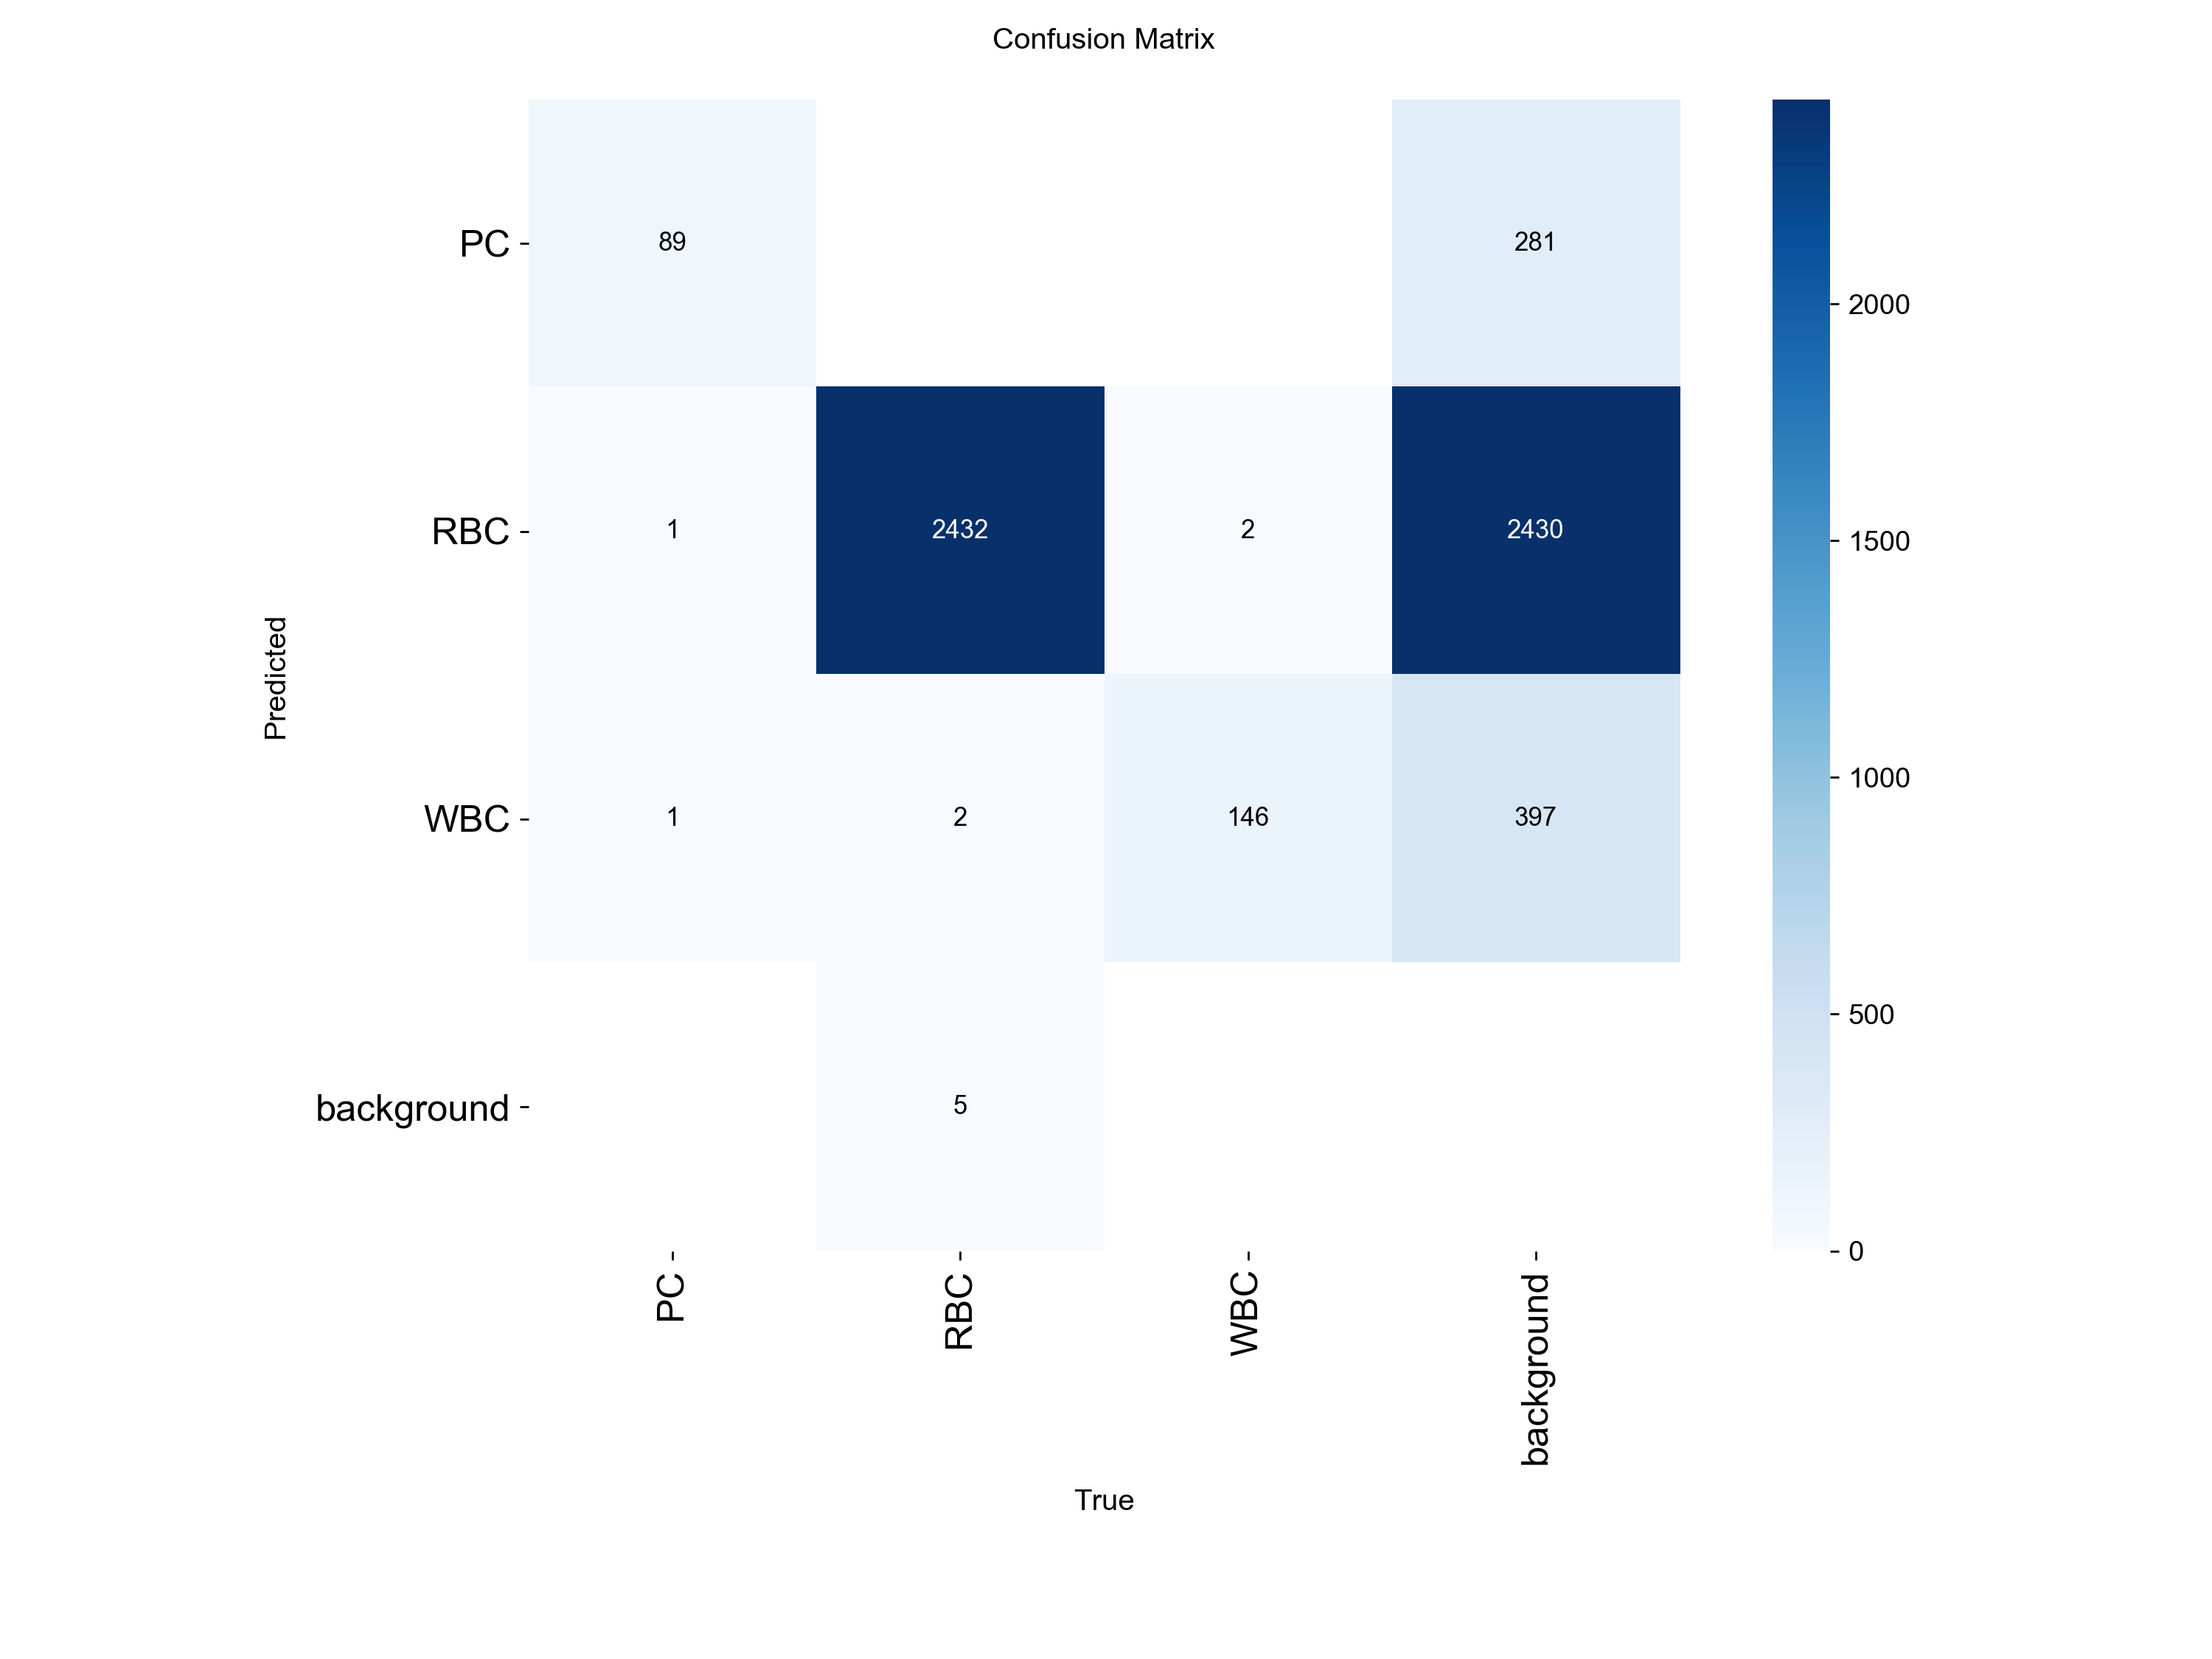 Confusion Matrix
PC
89
281
RBC
1
2432
2
2430
WBC
1
2
146
397
background
5
PC
RBC
WBC
background
True
Predicted
2000
1500
1000
500
0